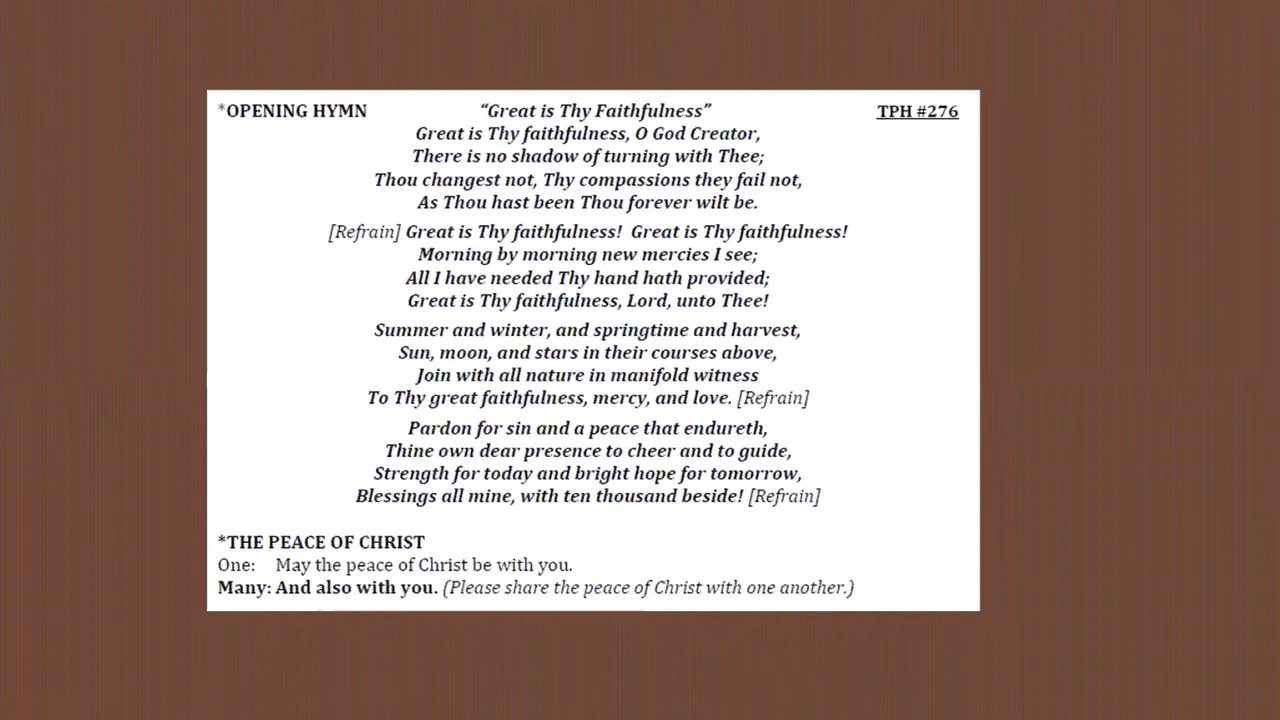 *OPENING HYMN “Great is Thy Faithfulness” TPH #276
Great is Thy faithfulness, O God Creator,
There is no shadow of turning with Thee;
Thou changest not, Thy compassions they fail not,
As Thou hast been Thou forever wilt be.
[Refrain] Great is Thy faithfulness! Great is Thy faithfulness!
Morning by morning new mercies I see;
All I have needed Thy hand hath provided;
Great is Thy faithfulness, Lord, unto Thee!
Summer and winter, and springtime and harvest,
Sun, moon, and stars in their courses above,
Join with all nature in manifold witness
To Thy great faithfulness, mercy, and love. [Refrain]
Pardon for sin and a peace that endureth,
Thine own dear presence to cheer and to guide,
Strength for today and bright hope for tomorrow,
Blessings all mine, with ten thousand beside! [Refrain]
*THE PEACE OF CHRIST
One: May the peace of Christ be with you.
Many: And also with you. (Please share the peace of Christ with one another.)